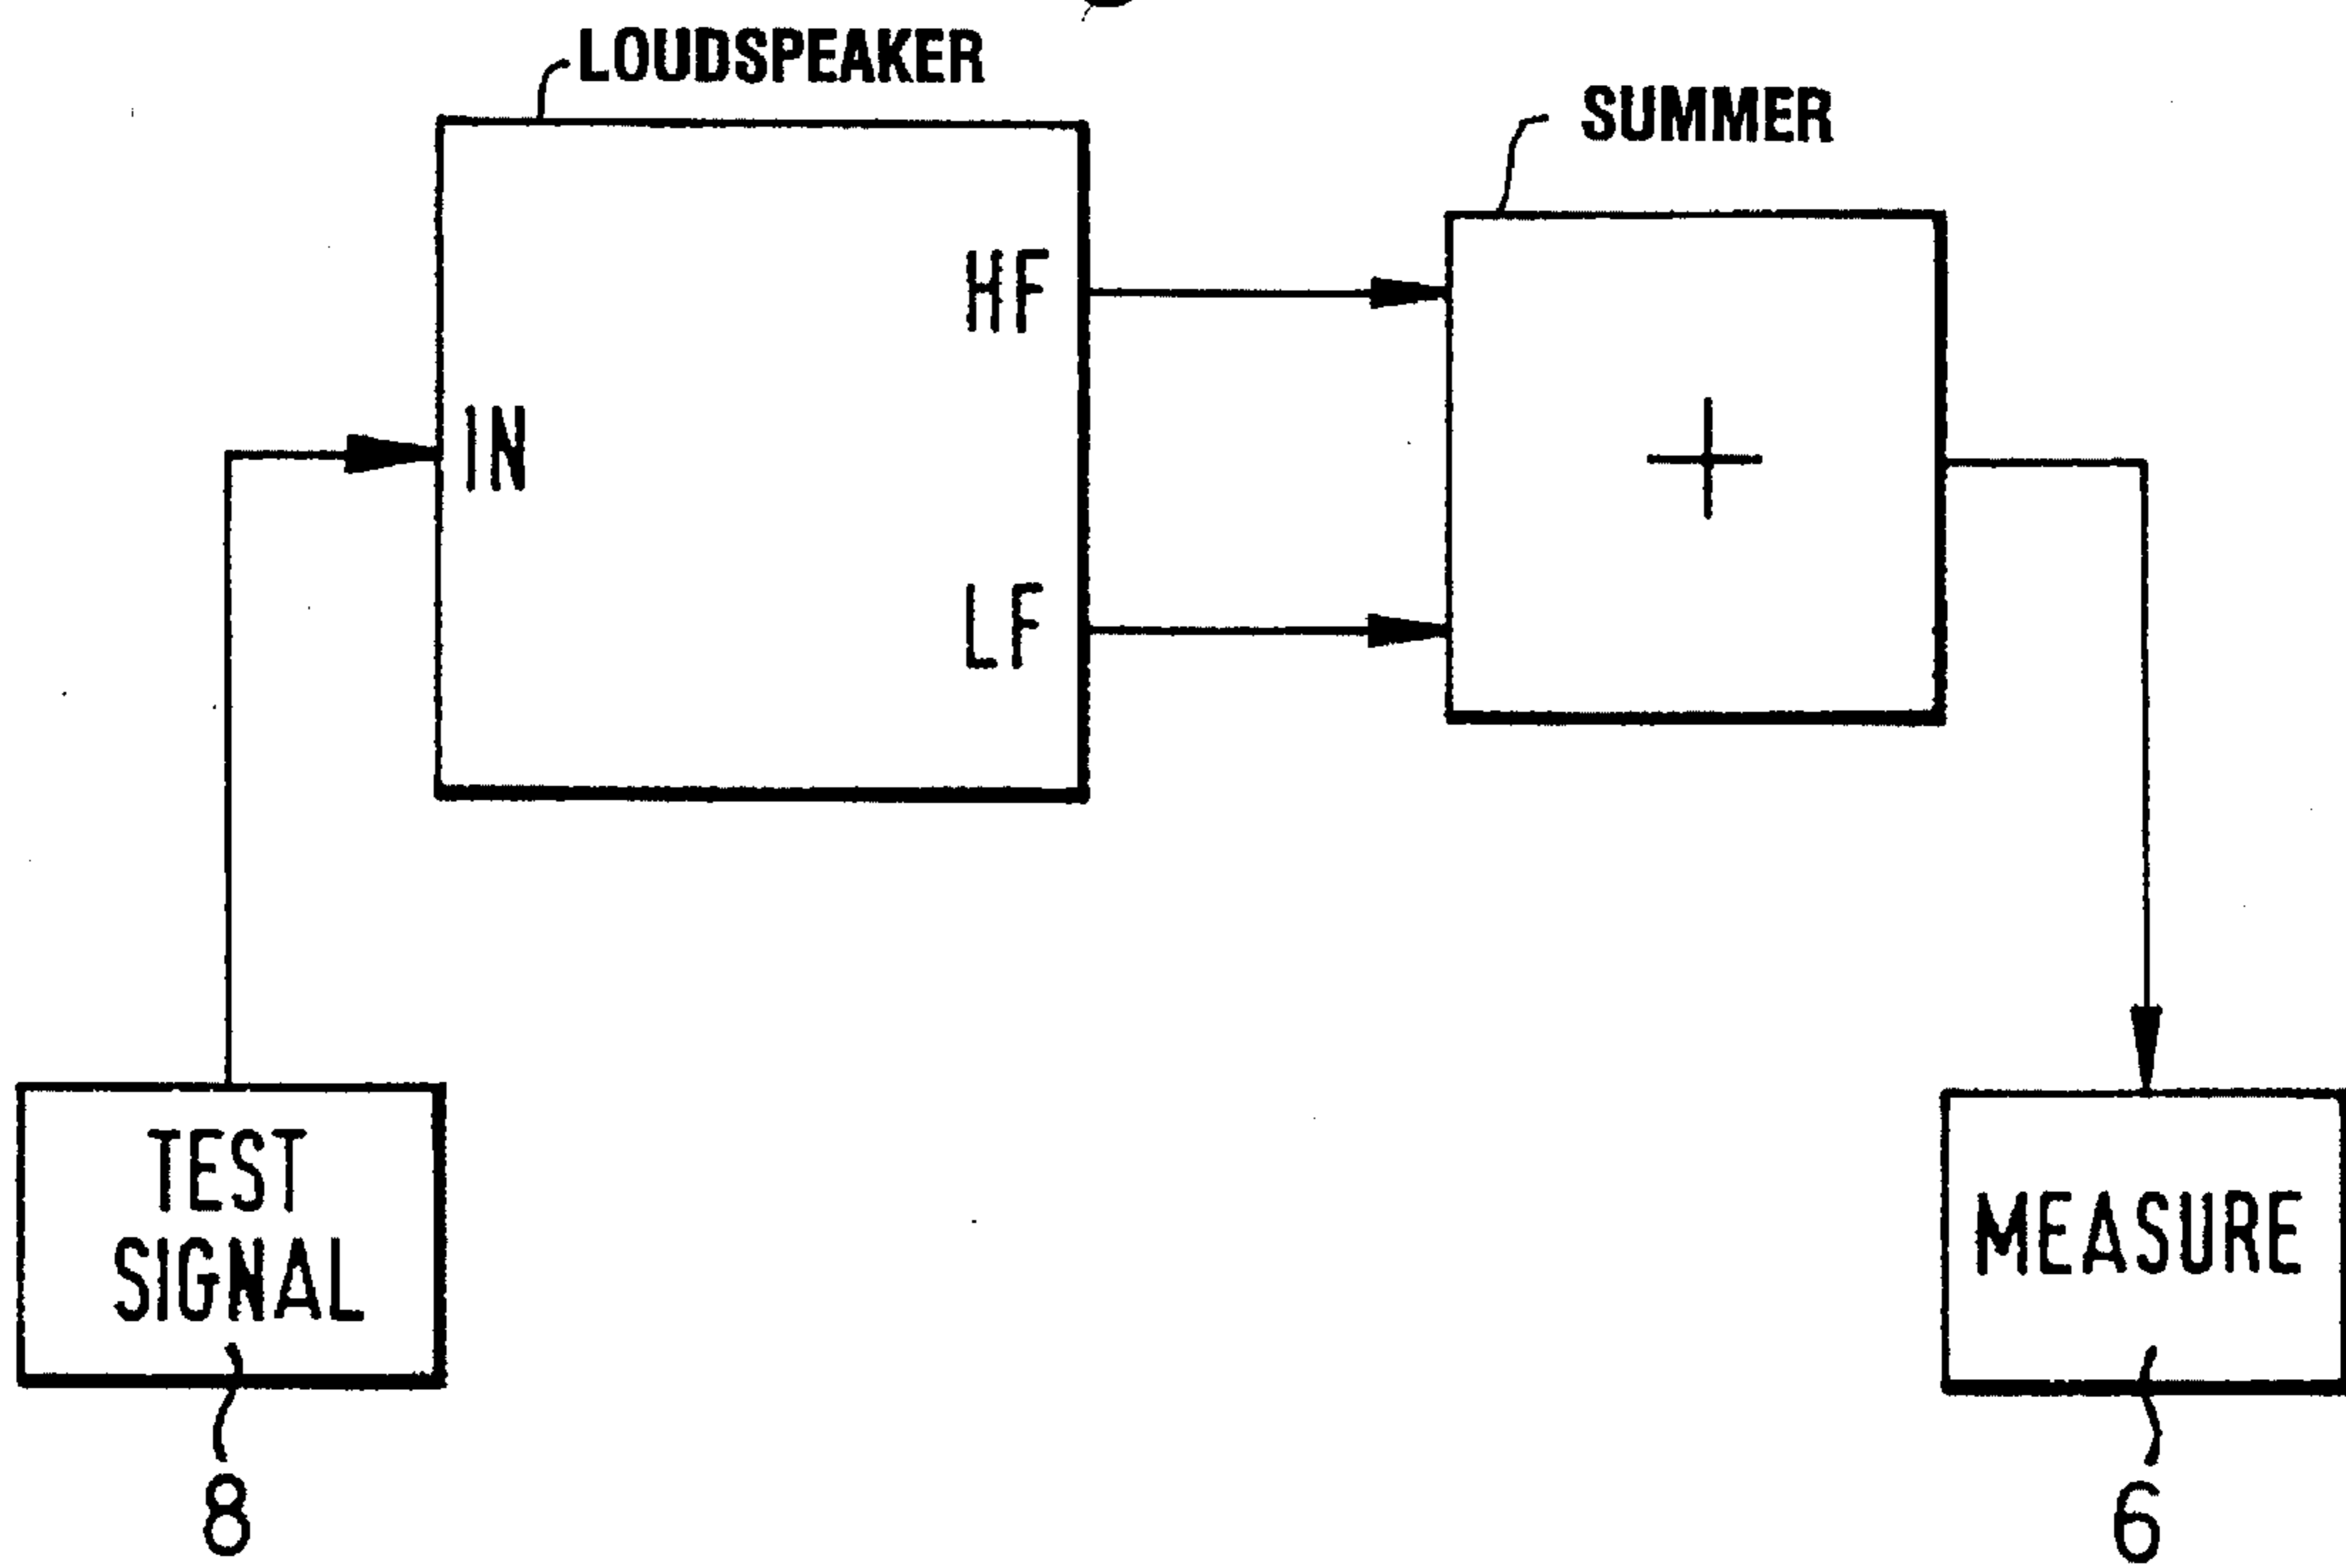 LOUDSPEAKER
SUMMER
HF
IN
+
LF
TEST
SIGNAL
MEASURE
8
6